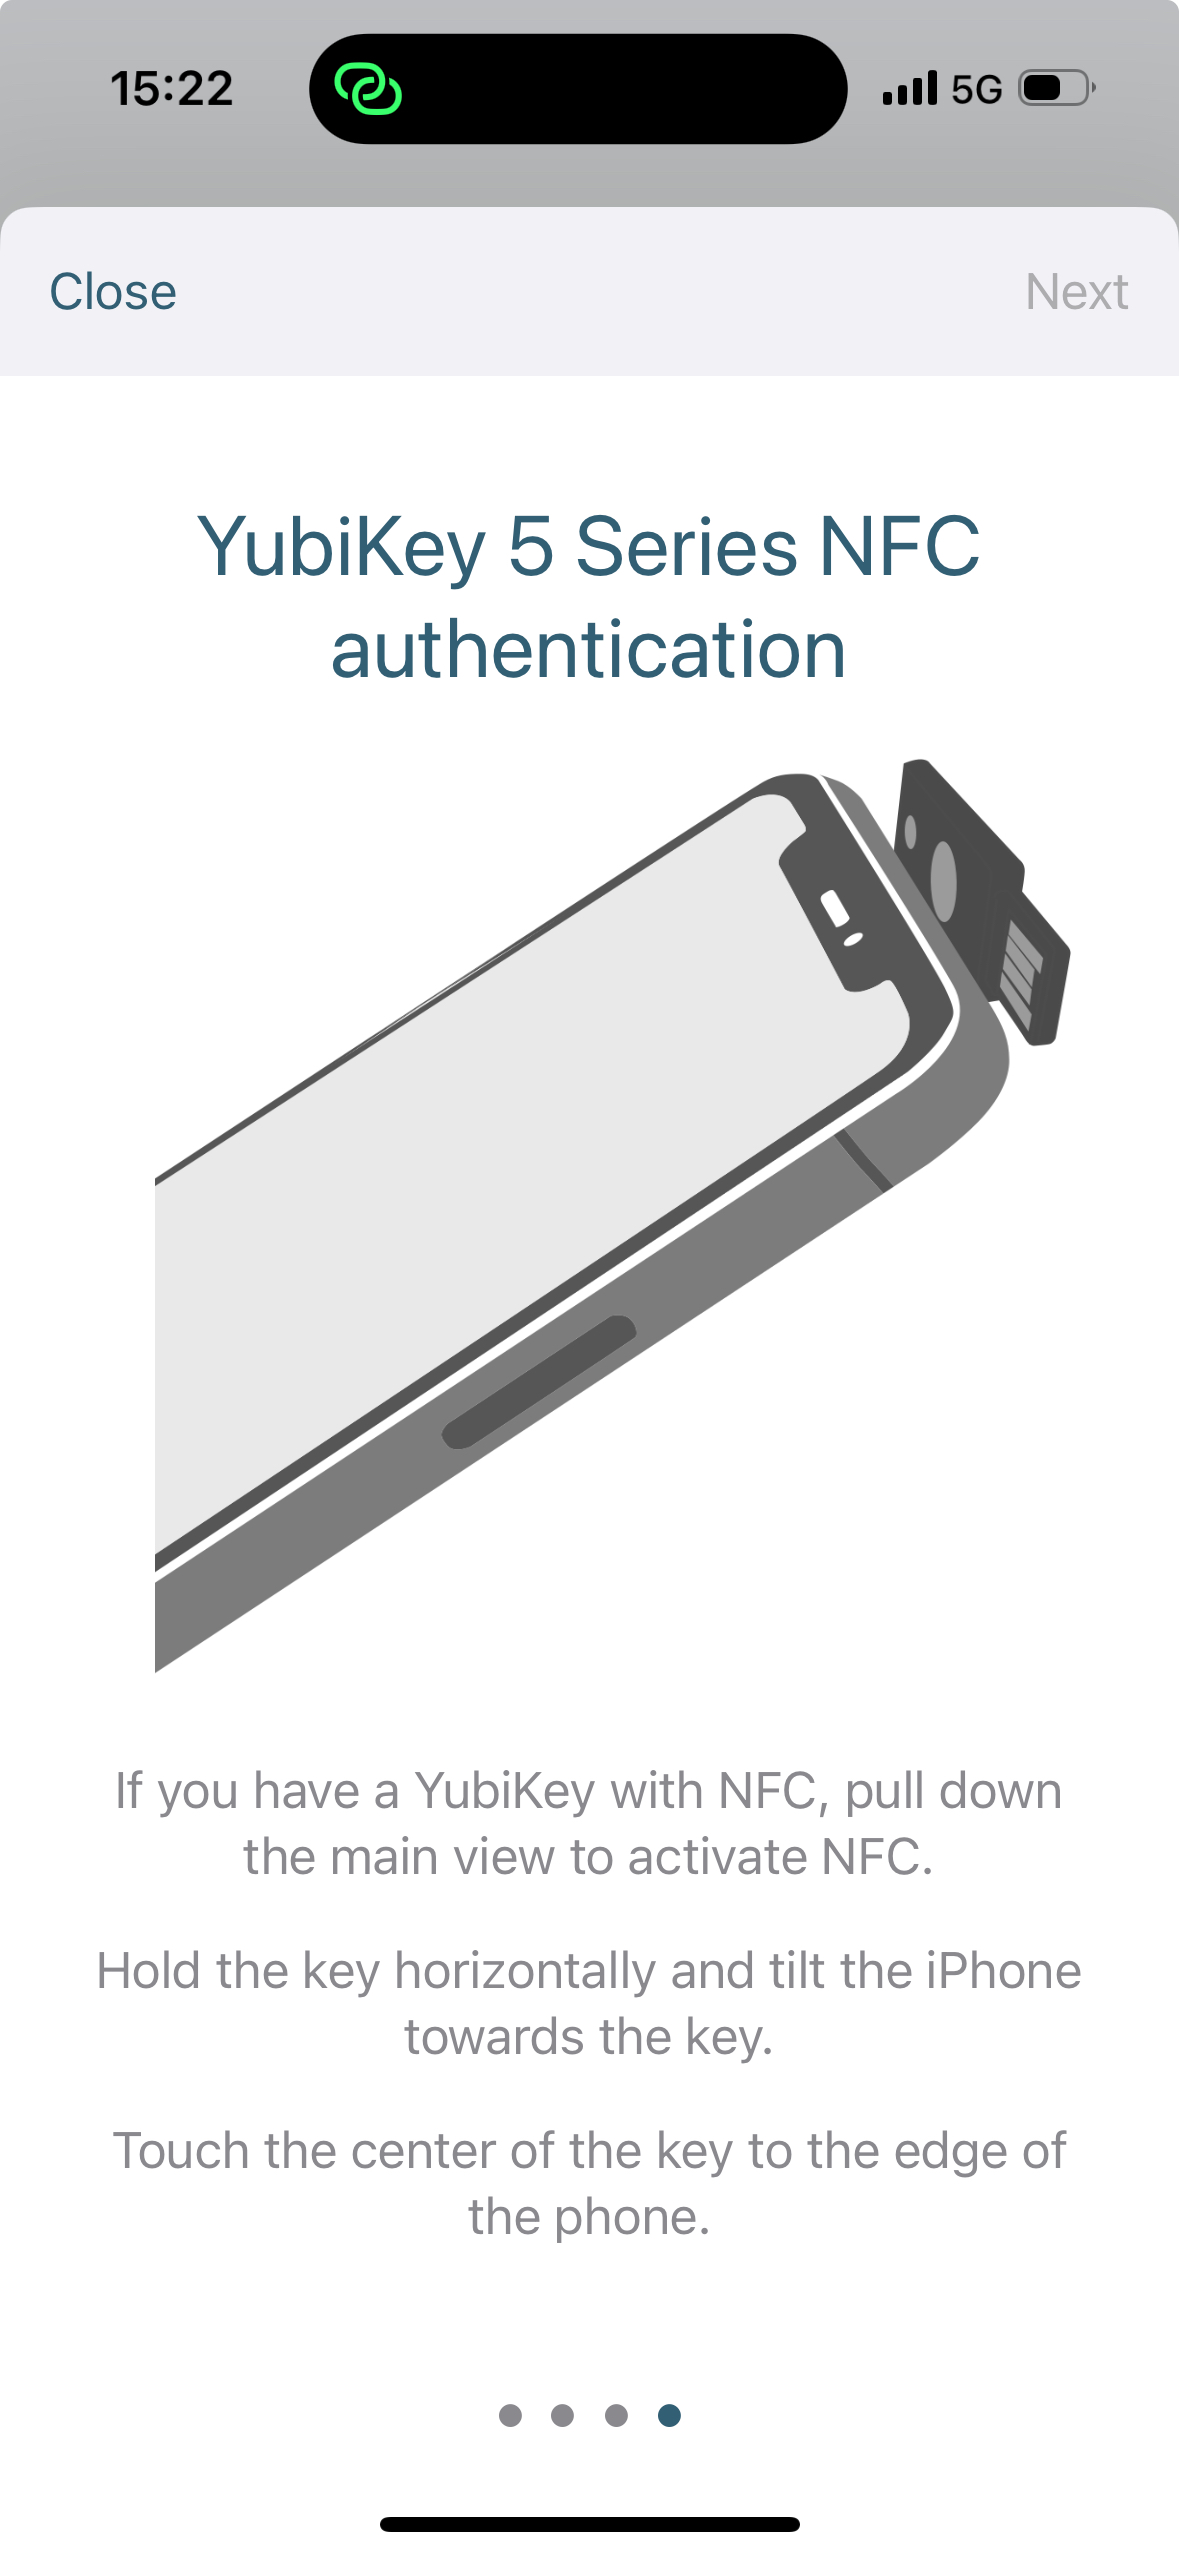 15:22
5G
Close
Next
YubiKey 5 Series NFC
authentication
If you have a YubiKey with NFC, pull down
the main view to activate NFC.
Hold the key horizontally and tilt the iPhone
towards the key.
Touch the center of the key to the edge of
the phone.